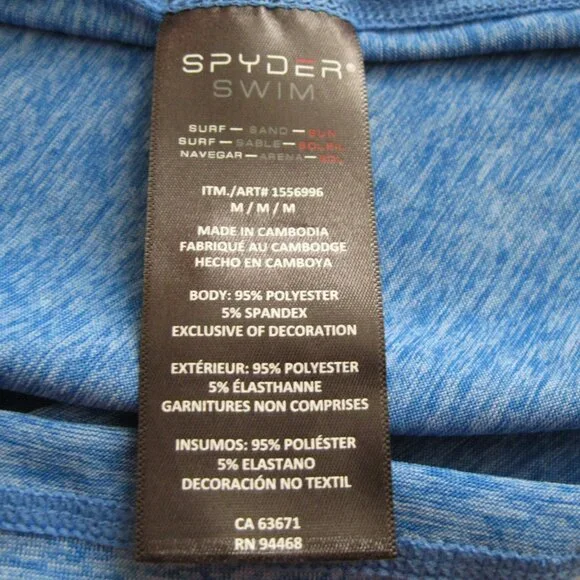 SPYDER®
SWIM
SURF — SAND — SUN
SURF — SABLE — SOLEIL
NAVEGAR — ARENA — SOL
ITM./ART# 1556996
M / M / M
MADE IN CAMBODIA
FABRIQUÉ AU CAMBODGE
HECHO EN CAMBOYA
BODY: 95% POLYESTER
5% SPANDEX
EXCLUSIVE OF DECORATION
EXTÉRIEUR: 95% POLYESTER
5% ÉLASTHANNE
GARNITURES NON COMPRISES
INSUMOS: 95% POLIÉSTER
5% ELASTANO
DECORACIÓN NO TEXTIL
CA 63671
RN 94468